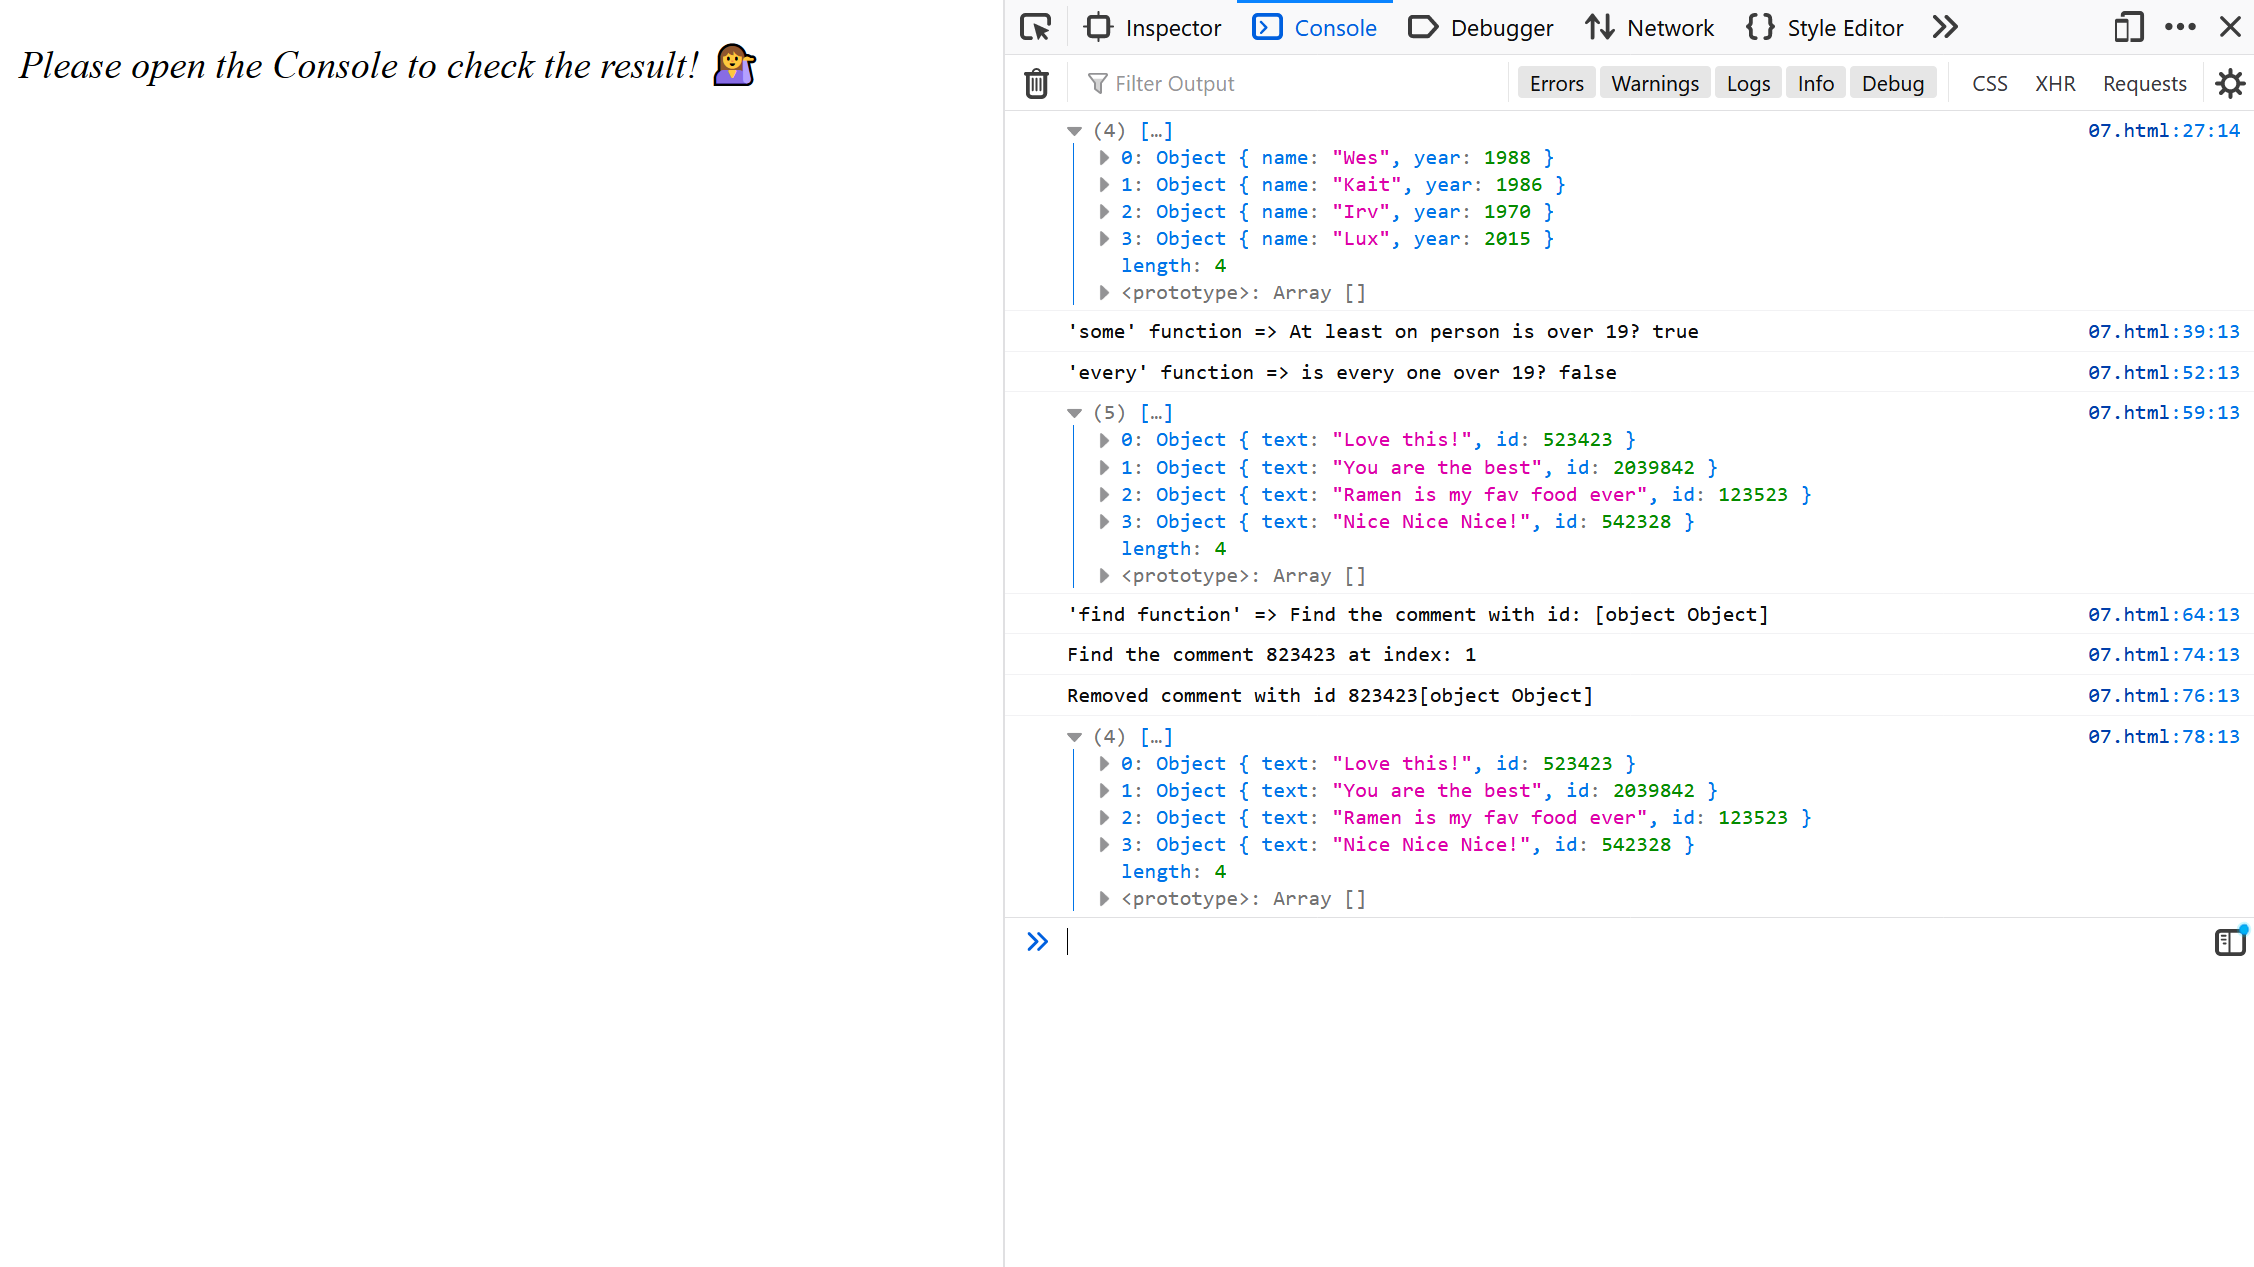 Please open the Console to check the result! 💁
Inspector Console Debugger Network Style Editor
Filter Output Errors Warnings Logs Info Debug CSS XHR Requests
(4) […] 07.html:27:14
0: Object { name: "Wes", year: 1988 }
1: Object { name: "Kait", year: 1986 }
2: Object { name: "Irv", year: 1970 }
3: Object { name: "Lux", year: 2015 }
length: 4
<prototype>: Array []
'some' function => At least on person is over 19? true 07.html:39:13
'every' function => is every one over 19? false 07.html:52:13
(5) […] 07.html:59:13
0: Object { text: "Love this!", id: 523423 }
1: Object { text: "You are the best", id: 2039842 }
2: Object { text: "Ramen is my fav food ever", id: 123523 }
3: Object { text: "Nice Nice Nice!", id: 542328 }
length: 4
<prototype>: Array []
'find function' => Find the comment with id: [object Object] 07.html:64:13
Find the comment 823423 at index: 1 07.html:74:13
Removed comment with id 823423[object Object] 07.html:76:13
(4) […] 07.html:78:13
0: Object { text: "Love this!", id: 523423 }
1: Object { text: "You are the best", id: 2039842 }
2: Object { text: "Ramen is my fav food ever", id: 123523 }
3: Object { text: "Nice Nice Nice!", id: 542328 }
length: 4
<prototype>: Array []